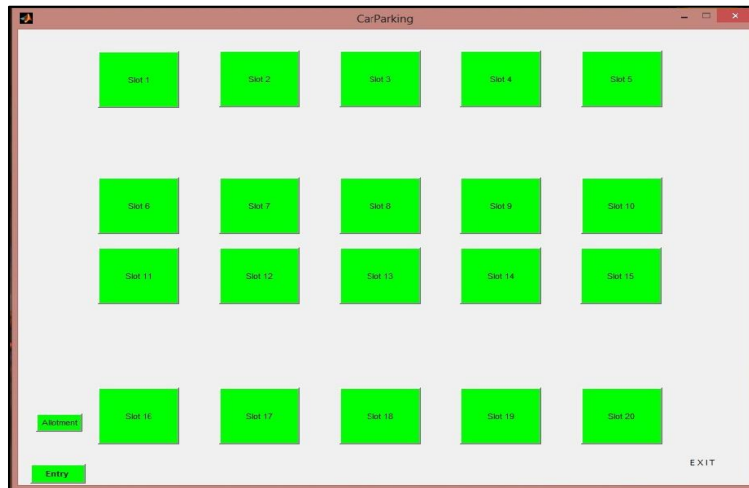 CarParking
Slot 1 Slot 2 Slot 3 Slot 4 Slot 5
Slot 6 Slot 7 Slot 8 Slot 9 Slot 10
Slot 11 Slot 12 Slot 13 Slot 14 Slot 15
Slot 16 Slot 17 Slot 18 Slot 19 Slot 20
Allotment
EXIT
Entry